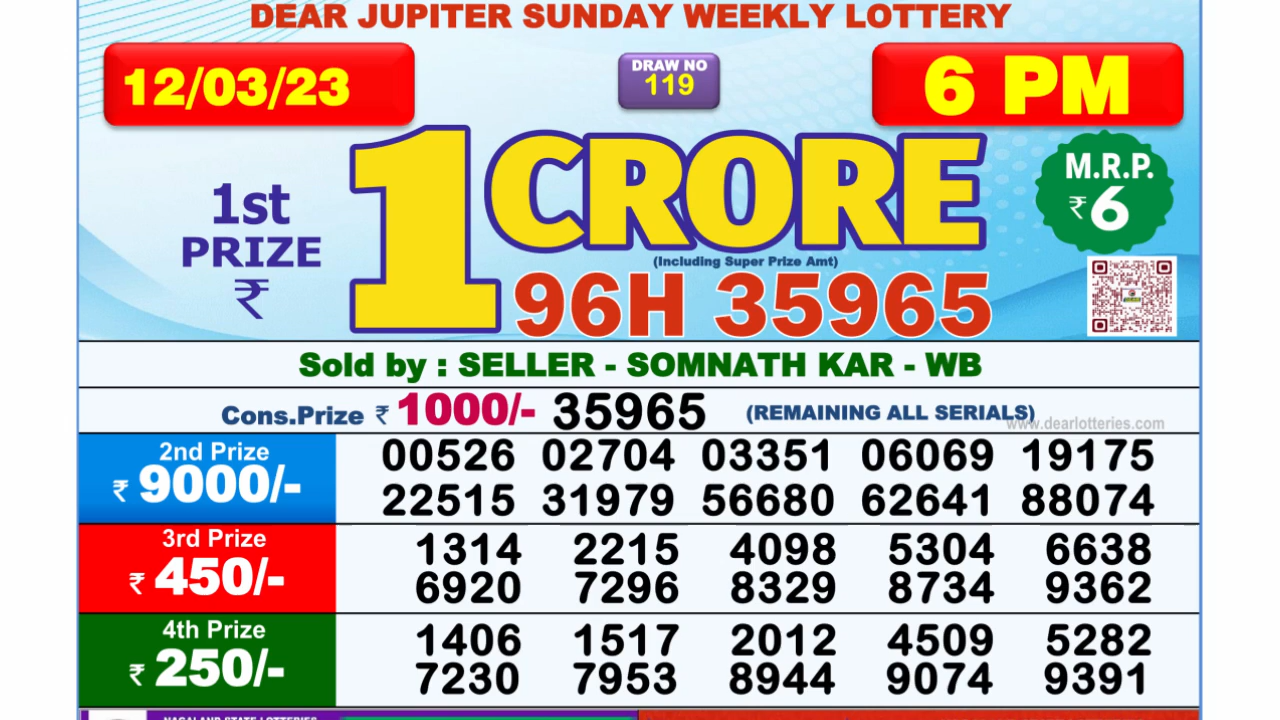 DEAR JUPITER SUNDAY WEEKLY LOTTERY
12/03/23
DRAW NO
119
6 PM
1st
PRIZE
₹
1 CRORE
(Including Super Prize Amt)
96H 35965
M.R.P.
₹6
Sold by : SELLER - SOMNATH KAR - WB
Cons.Prize ₹ 1000/- 35965 (REMAINING ALL SERIALS)
www.dearlotteries.com
2nd Prize
₹ 9000/-
00526 02704 03351 06069 19175
22515 31979 56680 62641 88074
3rd Prize
₹ 450/-
1314 2215 4098 5304 6638
6920 7296 8329 8734 9362
4th Prize
₹ 250/-
1406 1517 2012 4509 5282
7230 7953 8944 9074 9391
NAGALAND STATE LOTTERIES